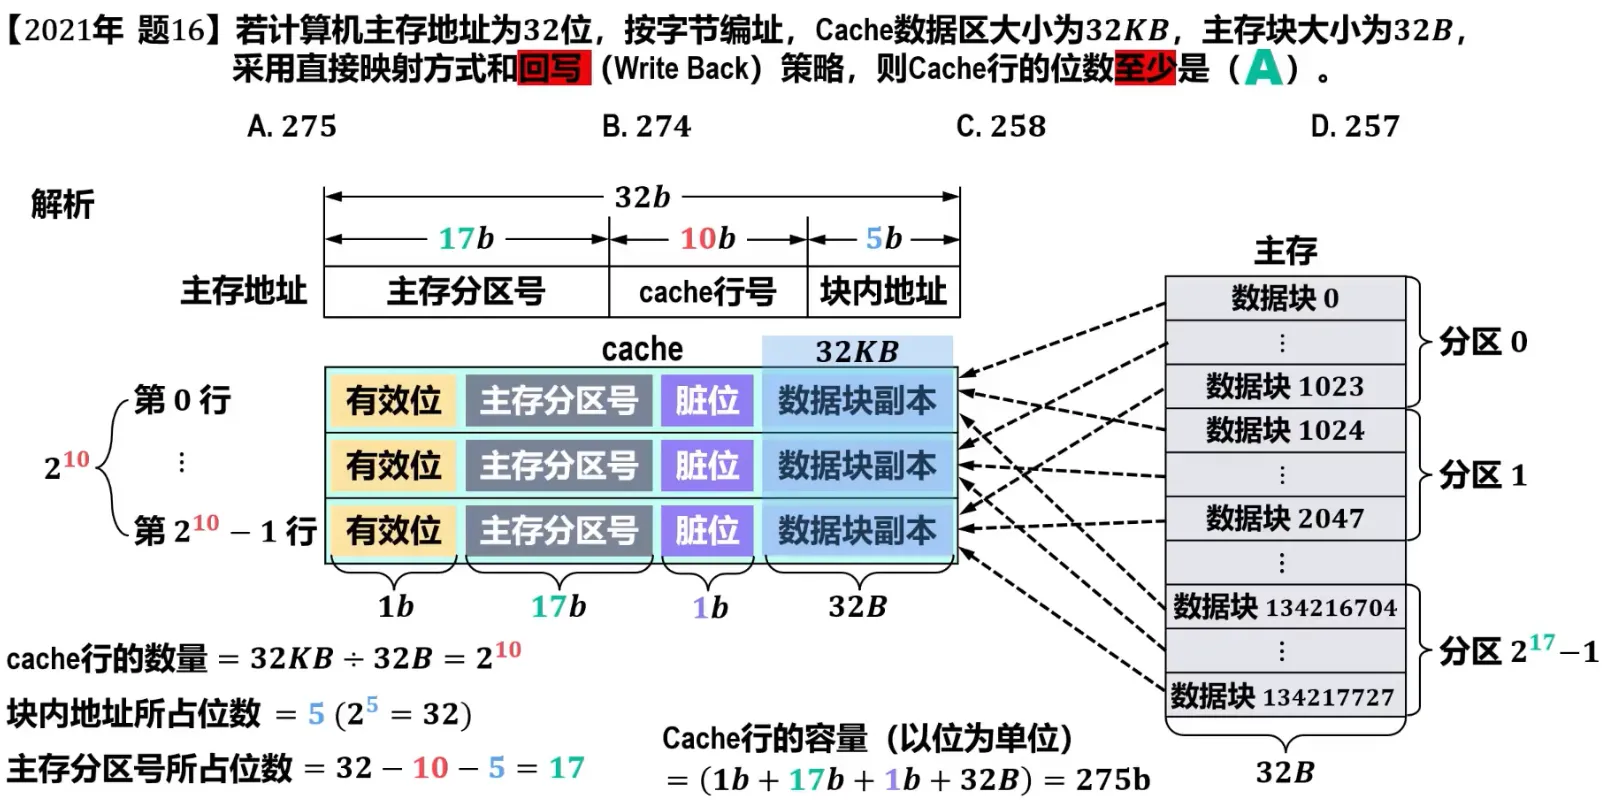 【2021年 题16】若计算机主存地址为32位，按字节编址，Cache数据区大小为32KB，主存块大小为32B，
采用直接映射方式和回写（Write Back）策略，则Cache行的位数至少是（A）。
A. 275 B. 274 C. 258 D. 257
解析
32b
17b 10b 5b
主存地址 主存分区号 cache行号 块内地址
cache 32KB
第 0 行 有效位 主存分区号 脏位 数据块副本
2^10 ⋮ 有效位 主存分区号 脏位 数据块副本
第 2^10 − 1 行 有效位 主存分区号 脏位 数据块副本
1b 17b 1b 32B
主存
数据块 0
⋮
数据块 1023
分区 0
数据块 1024
⋮
数据块 2047
分区 1
⋮
数据块 134216704
⋮
数据块 134217727
分区 2^17−1
32B
cache行的数量 = 32KB ÷ 32B = 2^10
块内地址所占位数 = 5 (2^5 = 32)
主存分区号所占位数 = 32 − 10 − 5 = 17
Cache行的容量（以位为单位）
= (1b + 17b + 1b + 32B) = 275b